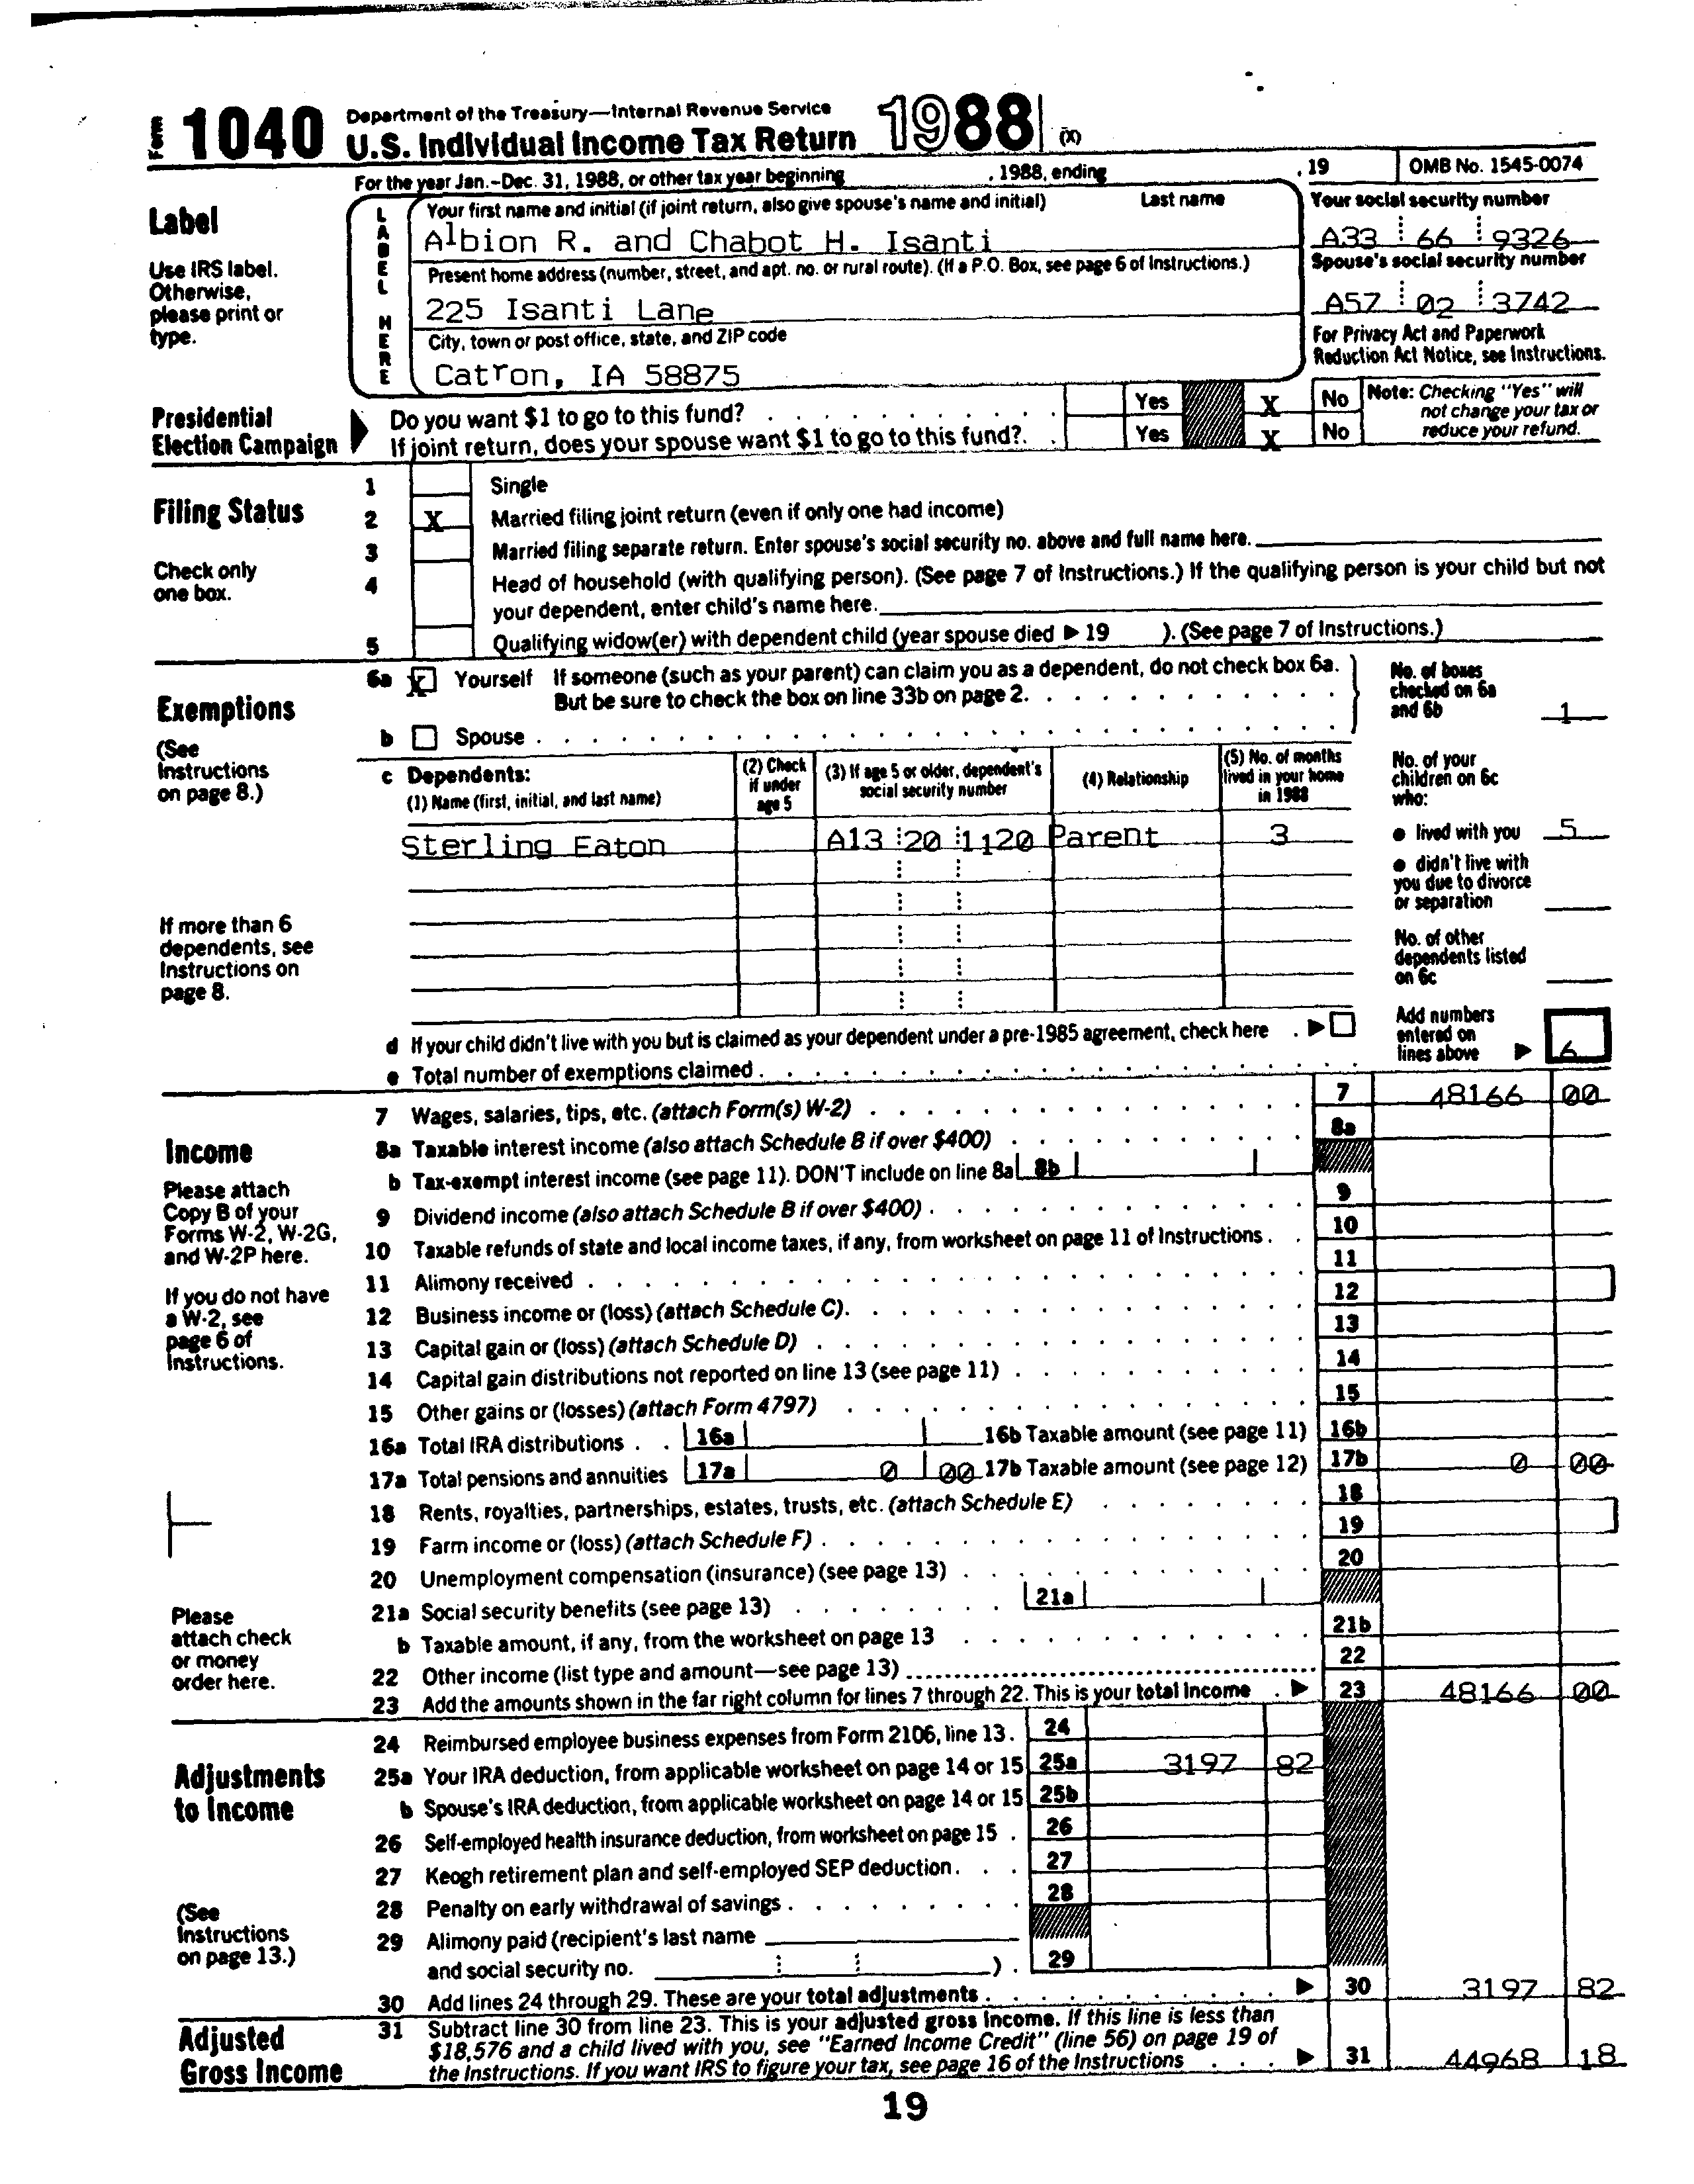 Form 1040 Department of the Treasury—Internal Revenue Service
U.S. Individual Income Tax Return 1988 (X)
For the year Jan.–Dec. 31, 1988, or other tax year beginning , 1988, ending , 19 OMB No. 1545-0074
Label
Use IRS label. Otherwise, please print or type.
LABEL HERE
Your first name and initial (if joint return, also give spouse's name and initial) Last name
Albion R. and Chabot H. Isanti
Your social security number
A33 66 9326
Present home address (number, street, and apt. no. or rural route). (If a P.O. Box, see page 6 of Instructions.)
225 Isanti Lane
Spouse's social security number
A57 02 3742
City, town or post office, state, and ZIP code
Catron, IA 58875
For Privacy Act and Paperwork Reduction Act Notice, see Instructions.
Presidential Election Campaign
Do you want $1 to go to this fund? Yes X No
If joint return, does your spouse want $1 to go to this fund?. Yes X No
Note: Checking "Yes" will not change your tax or reduce your refund.
Filing Status
Check only one box.
1 Single
2 X Married filing joint return (even if only one had income)
3 Married filing separate return. Enter spouse's social security no. above and full name here.
4 Head of household (with qualifying person). (See page 7 of Instructions.) If the qualifying person is your child but not
your dependent, enter child's name here.
5 Qualifying widow(er) with dependent child (year spouse died ▶ 19 ). (See page 7 of Instructions.)
Exemptions
(See Instructions on page 8.)
6a X Yourself If someone (such as your parent) can claim you as a dependent, do not check box 6a.
But be sure to check the box on line 33b on page 2.
b Spouse
No. of boxes checked on 6a and 6b 1
c Dependents:
(1) Name (first, initial, and last name)
(2) Check if under age 5
(3) If age 5 or older, dependent's social security number
(4) Relationship
(5) No. of months lived in your home in 1988
Sterling Eaton A13 20 1120 Parent 3
No. of your children on 6c who:
• lived with you 5
• didn't live with you due to divorce or separation
No. of other dependents listed on 6c
If more than 6 dependents, see Instructions on page 8.
d If your child didn't live with you but is claimed as your dependent under a pre-1985 agreement, check here ▶
e Total number of exemptions claimed
Add numbers entered on lines above ▶ 6
Income
Please attach Copy B of your Forms W-2, W-2G, and W-2P here.
If you do not have a W-2, see page 6 of Instructions.
Please attach check or money order here.
7 Wages, salaries, tips, etc. (attach Form(s) W-2) 7 48166 00
8a Taxable interest income (also attach Schedule B if over $400) 8a
b Tax-exempt interest income (see page 11). DON'T include on line 8a 8b
9 Dividend income (also attach Schedule B if over $400) 9
10 Taxable refunds of state and local income taxes, if any, from worksheet on page 11 of Instructions 10
11 Alimony received 11
12 Business income or (loss) (attach Schedule C) 12
13 Capital gain or (loss) (attach Schedule D) 13
14 Capital gain distributions not reported on line 13 (see page 11) 14
15 Other gains or (losses) (attach Form 4797) 15
16a Total IRA distributions 16a 16b Taxable amount (see page 11) 16b
17a Total pensions and annuities 17a 0 00 17b Taxable amount (see page 12) 17b 0 00
18 Rents, royalties, partnerships, estates, trusts, etc. (attach Schedule E) 18
19 Farm income or (loss) (attach Schedule F) 19
20 Unemployment compensation (insurance) (see page 13) 20
21a Social security benefits (see page 13) 21a
b Taxable amount, if any, from the worksheet on page 13 21b
22 Other income (list type and amount—see page 13) 22
23 Add the amounts shown in the far right column for lines 7 through 22. This is your total income ▶ 23 48166 00
Adjustments to Income
(See Instructions on page 13.)
24 Reimbursed employee business expenses from Form 2106, line 13. 24
25a Your IRA deduction, from applicable worksheet on page 14 or 15 25a 3197 82
b Spouse's IRA deduction, from applicable worksheet on page 14 or 15 25b
26 Self-employed health insurance deduction, from worksheet on page 15 26
27 Keogh retirement plan and self-employed SEP deduction 27
28 Penalty on early withdrawal of savings 28
29 Alimony paid (recipient's last name
and social security no. ) 29
30 Add lines 24 through 29. These are your total adjustments ▶ 30 3197 82
Adjusted Gross Income
31 Subtract line 30 from line 23. This is your adjusted gross income. If this line is less than
$18,576 and a child lived with you, see "Earned Income Credit" (line 56) on page 19 of
the Instructions. If you want IRS to figure your tax, see page 16 of the Instructions ▶ 31 44968 18
19